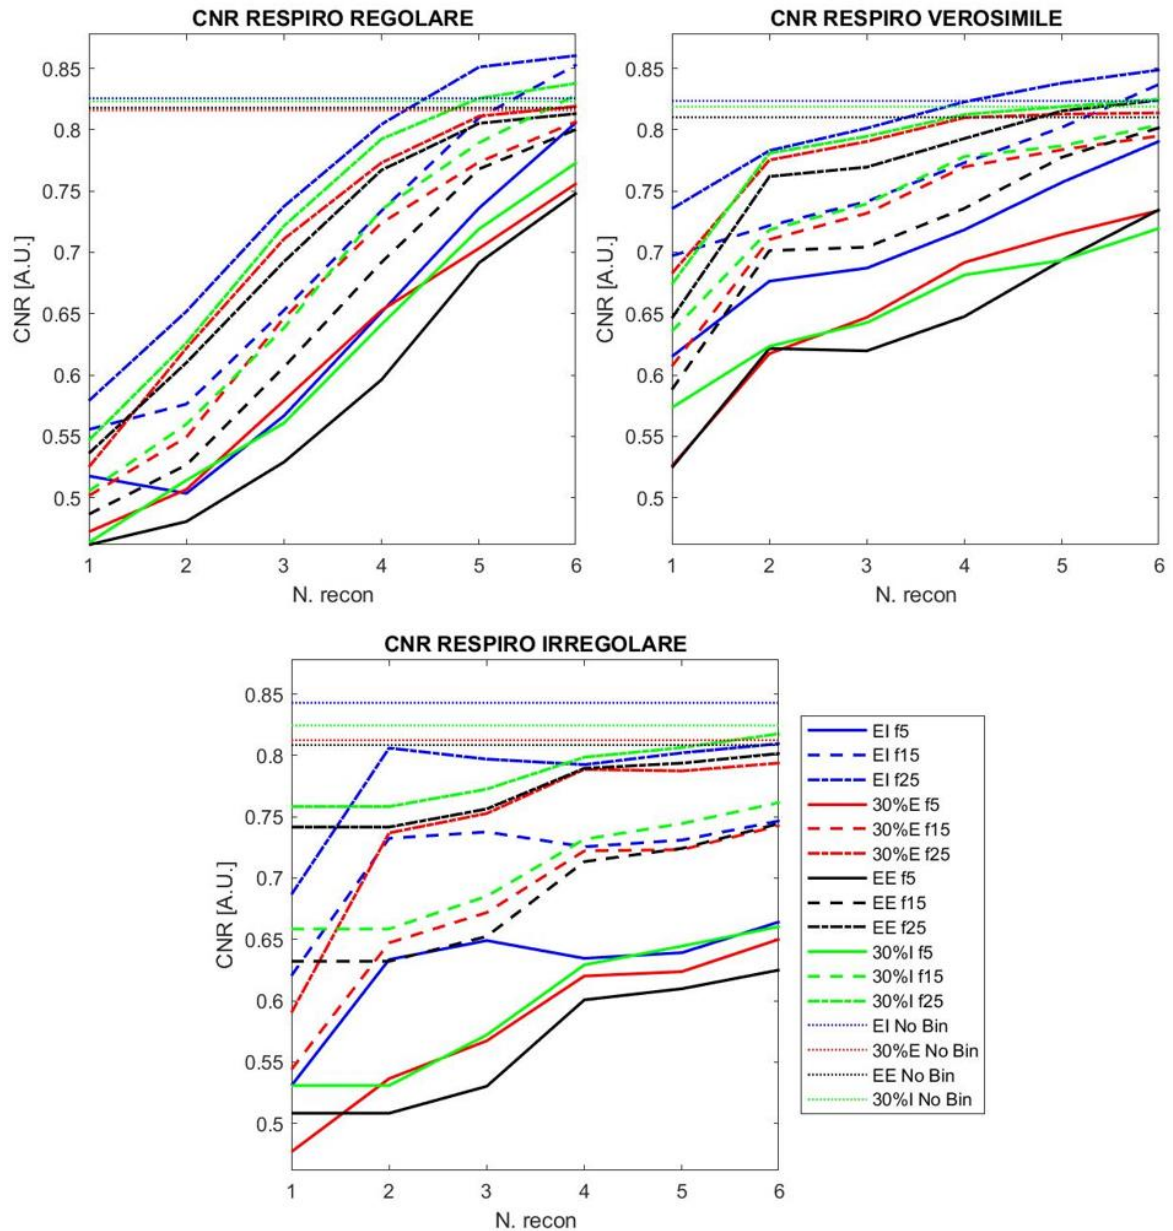 CNR RESPIRO REGOLARE
0.85
0.8
0.75
0.7
0.65
0.6
0.55
0.5
CNR [A.U.]
1 2 3 4 5 6
N. recon
CNR RESPIRO VEROSIMILE
0.85
0.8
0.75
0.7
0.65
0.6
0.55
0.5
CNR [A.U.]
1 2 3 4 5 6
N. recon
CNR RESPIRO IRREGOLARE
0.85
0.8
0.75
0.7
0.65
0.6
0.55
0.5
CNR [A.U.]
1 2 3 4 5 6
N. recon
EI f5
EI f15
EI f25
30%E f5
30%E f15
30%E f25
EE f5
EE f15
EE f25
30%I f5
30%I f15
30%I f25
EI No Bin
30%E No Bin
EE No Bin
30%I No Bin